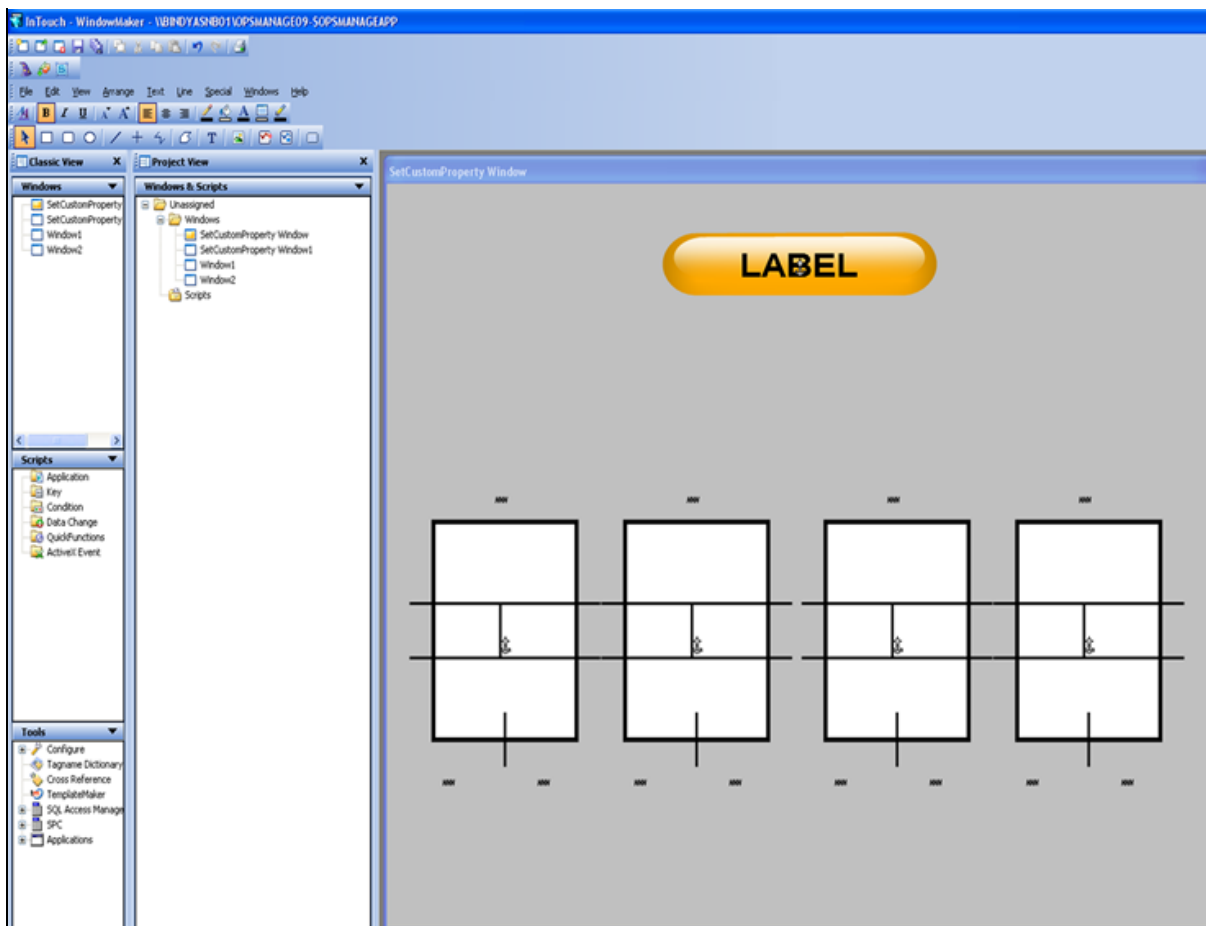 InTouch - WindowMaker - \\BINDYASNB01\OPSMANAGE09-SOPSMANAGEAPP
File Edit View Arrange Text Line Special Windows Help
B I U
T
Classic View X
Windows
SetCustomProperty
SetCustomProperty
Window1
Window2
Scripts
Application
Key
Condition
Data Change
QuickFunctions
ActiveX Event
Tools
Configure
Tagname Dictionary
Cross Reference
TemplateMaker
SQL Access Manage
SPC
Applications
Project View X
Windows & Scripts
Unassigned
Windows
SetCustomProperty Window
SetCustomProperty Window1
Window1
Window2
Scripts
SetCustomProperty Window
LABEL